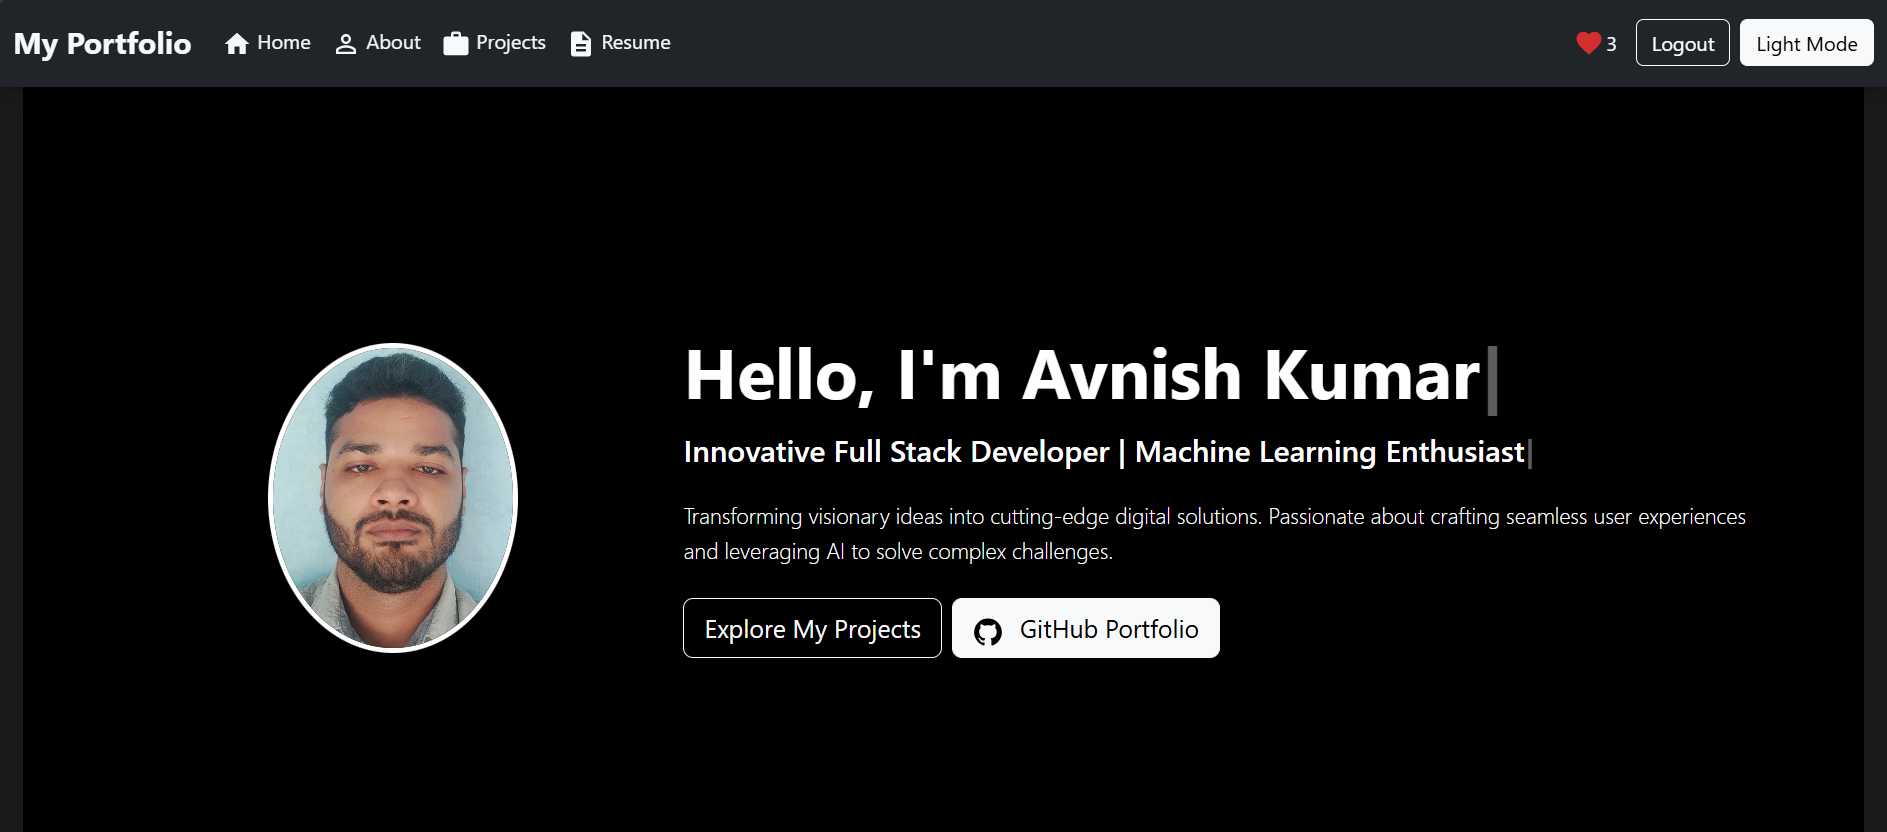 My Portfolio Home About Projects Resume 3 Logout Light Mode
Hello, I'm Avnish Kumar|
Innovative Full Stack Developer | Machine Learning Enthusiast|
Transforming visionary ideas into cutting-edge digital solutions. Passionate about crafting seamless user experiences
and leveraging AI to solve complex challenges.
Explore My Projects GitHub Portfolio